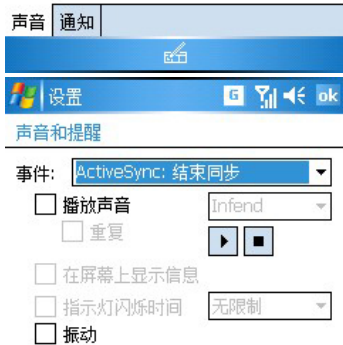 声音 通知
设置 G ok
声音和提醒
事件: ActiveSync: 结束同步
播放声音 Infend
重复
在屏幕上显示信息
指示灯闪烁时间 无限制
振动